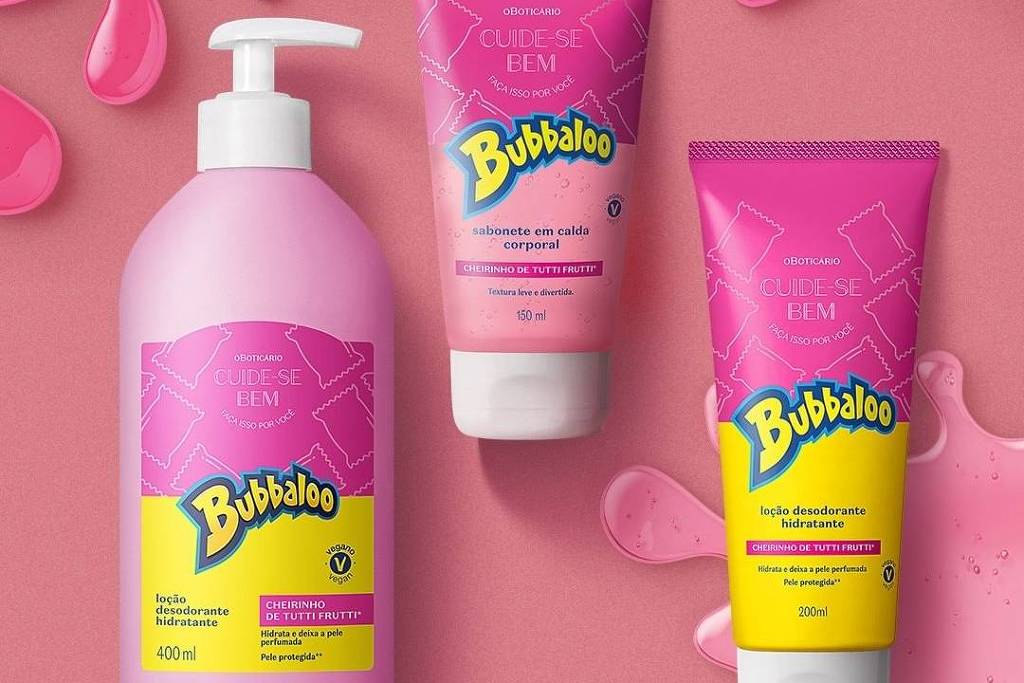 oBoticário
CUIDE-SE
BEM
FAÇA ISSO POR VOCÊ
Bubbaloo
vegano
V
vegan
loção
desodorante
hidratante
400 ml
CHEIRINHO
DE TUTTI FRUTTI*
Hidrata e deixa a pele
perfumada
Pele protegida**
oBoticário
CUIDE-SE
BEM
FAÇA ISSO POR VOCÊ
Bubbaloo
vegano
V
sabonete em calda
corporal
CHEIRINHO DE TUTTI FRUTTI*
Textura leve e divertida.
150 ml
oBoticário
CUIDE-SE
BEM
FAÇA ISSO POR VOCÊ
Bubbaloo
loção desodorante
hidratante
CHEIRINHO DE TUTTI FRUTTI*
Hidrata e deixa a pele perfumada
Pele protegida**
V
200ml